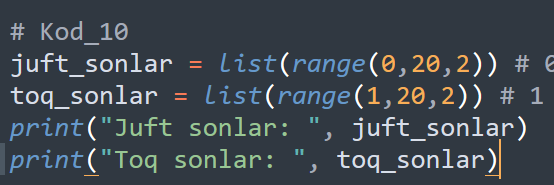 # Kod_10
juft_sonlar = list(range(0,20,2)) # 0
toq_sonlar = list(range(1,20,2)) # 1
print("Juft sonlar: ", juft_sonlar)
print("Toq sonlar: ", toq_sonlar)